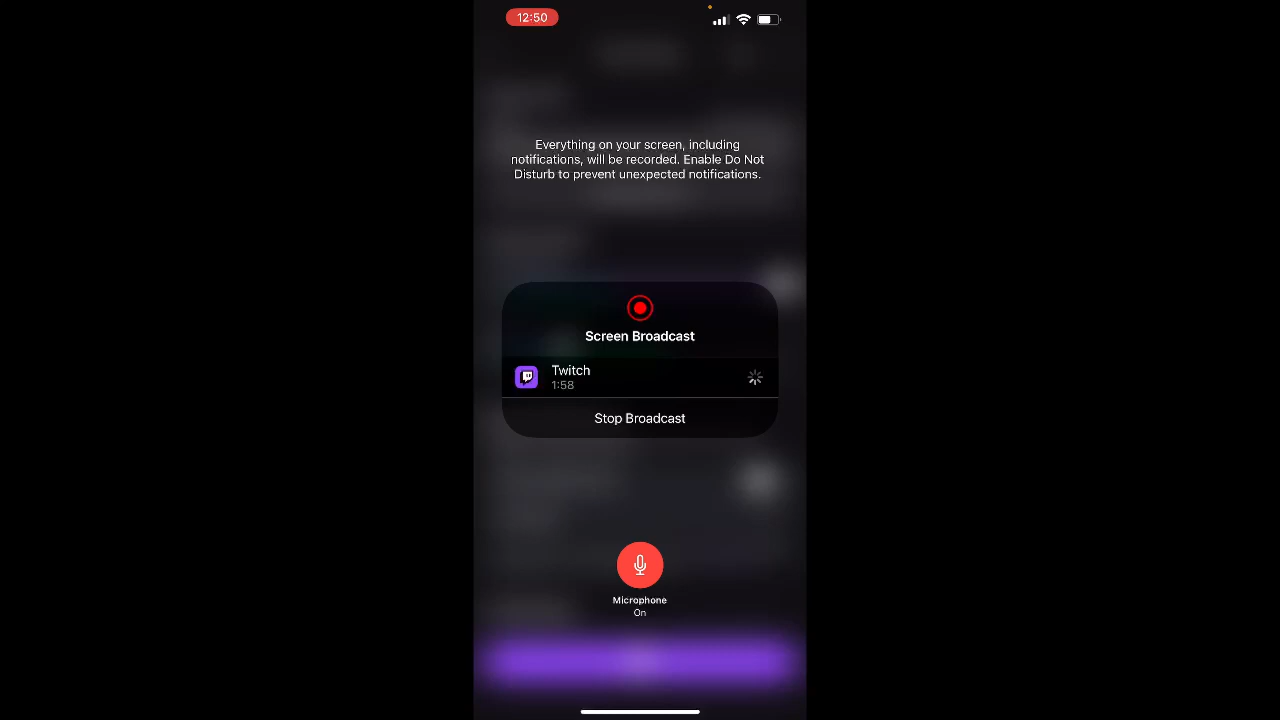 12:50
Everything on your screen, including
notifications, will be recorded. Enable Do Not
Disturb to prevent unexpected notifications.
Screen Broadcast
Twitch
1:58
Stop Broadcast
Microphone
On